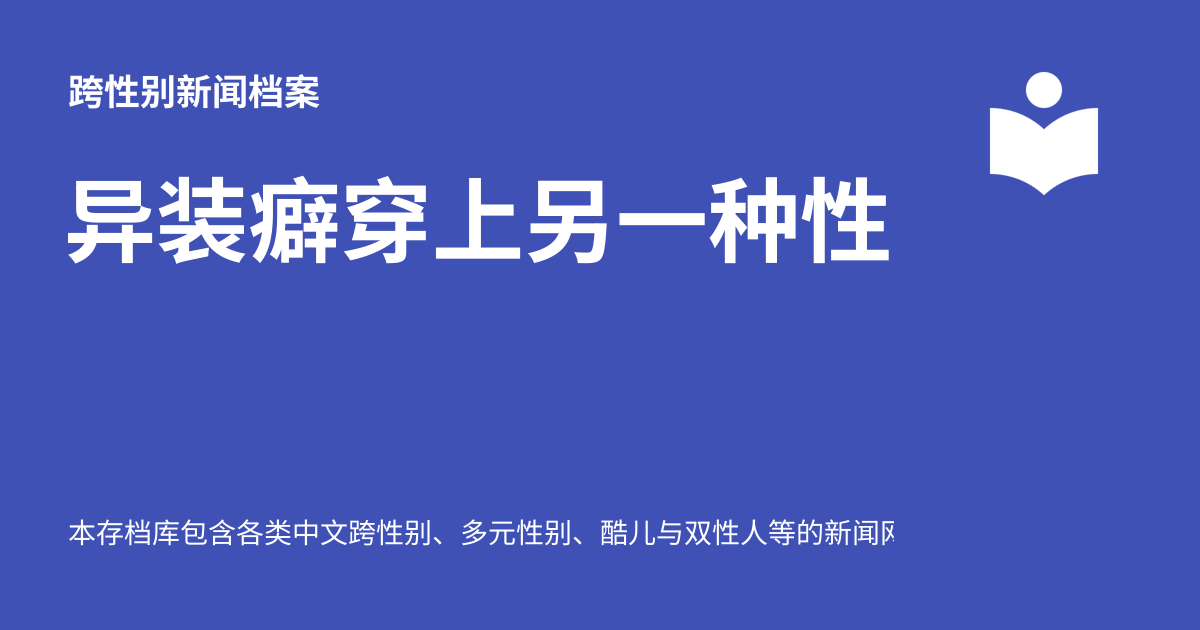 跨性别新闻档案
异装癖穿上另一种性
本存档库包含各类中文跨性别、多元性别、酷儿与双性人等的新闻